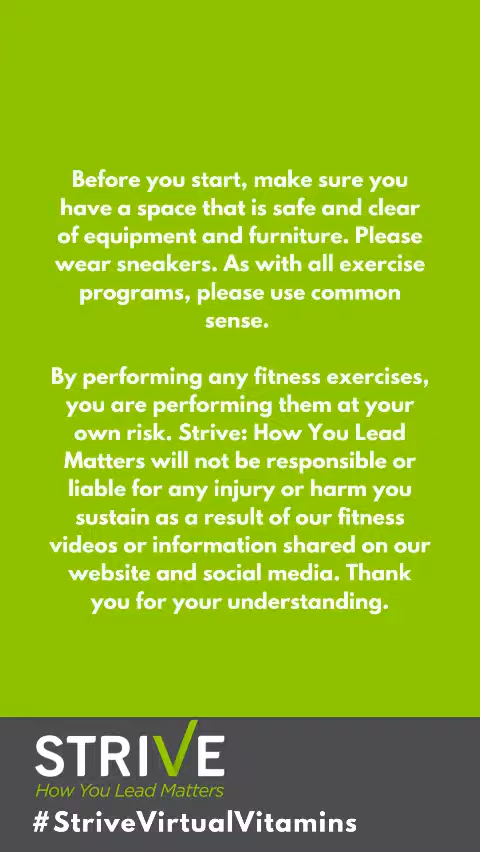 Before you start, make sure you
have a space that is safe and clear
of equipment and furniture. Please
wear sneakers. As with all exercise
programs, please use common
sense.
By performing any fitness exercises,
you are performing them at your
own risk. Strive: How You Lead
Matters will not be responsible or
liable for any injury or harm you
sustain as a result of our fitness
videos or information shared on our
website and social media. Thank
you for your understanding.
STRIVE
How You Lead Matters
#StriveVirtualVitamins